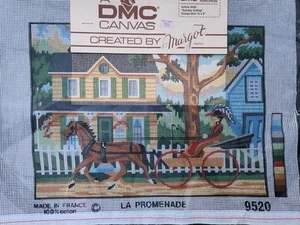 DMC
CANVAS
CREATED BY Margot
MADE IN FRANCE
100% cotton
LA PROMENADE
9520